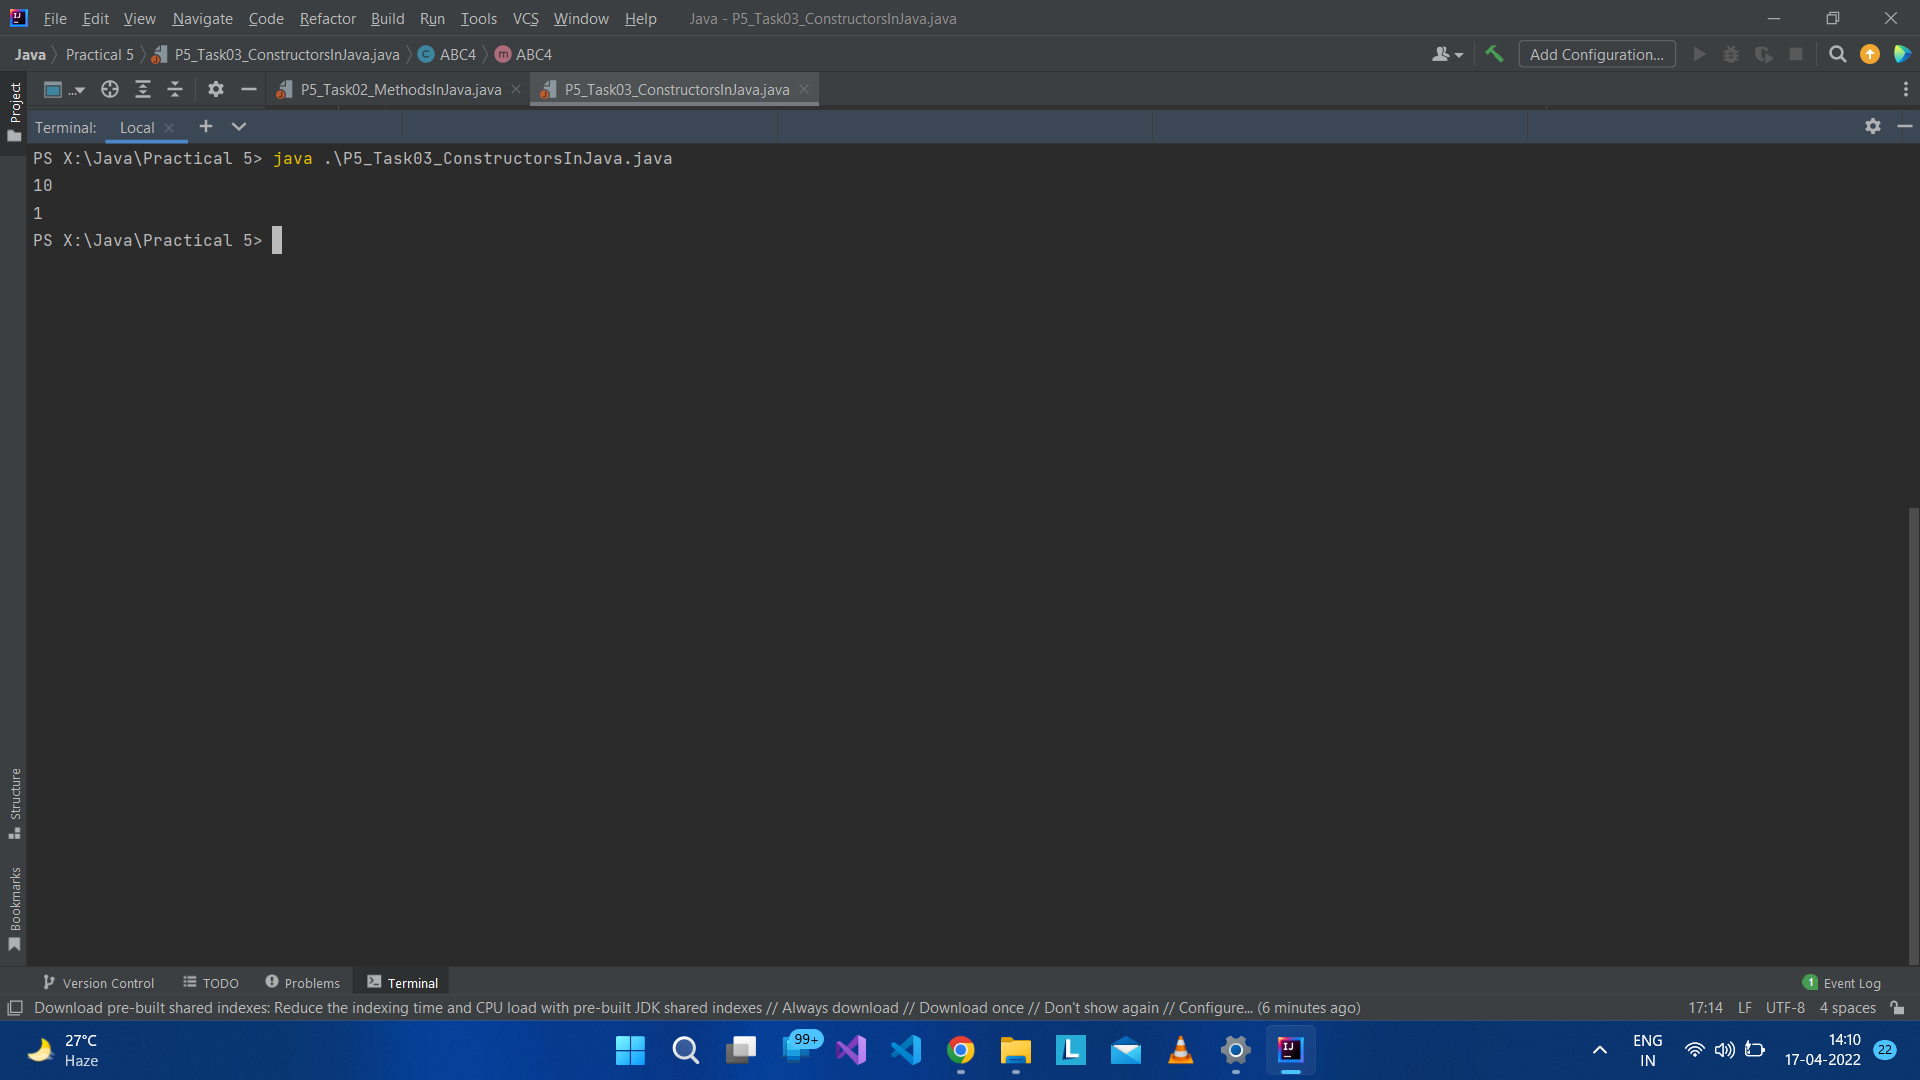 File Edit View Navigate Code Refactor Build Run Tools VCS Window Help Java - P5_Task03_ConstructorsInJava.java
Java Practical 5 P5_Task03_ConstructorsInJava.java C ABC4 m ABC4 Add Configuration...
Project
... P5_Task02_MethodsInJava.java P5_Task03_ConstructorsInJava.java
Terminal: Local
PS X:\Java\Practical 5> java .\P5_Task03_ConstructorsInJava.java
10
1
PS X:\Java\Practical 5>
Structure
Bookmarks
Version Control TODO Problems Terminal 1 Event Log
Download pre-built shared indexes: Reduce the indexing time and CPU load with pre-built JDK shared indexes // Always download // Download once // Don't show again // Configure... (6 minutes ago) 17:14 LF UTF-8 4 spaces
27°C
Haze
99+
L
IJ
ENG
IN
14:10
17-04-2022
22